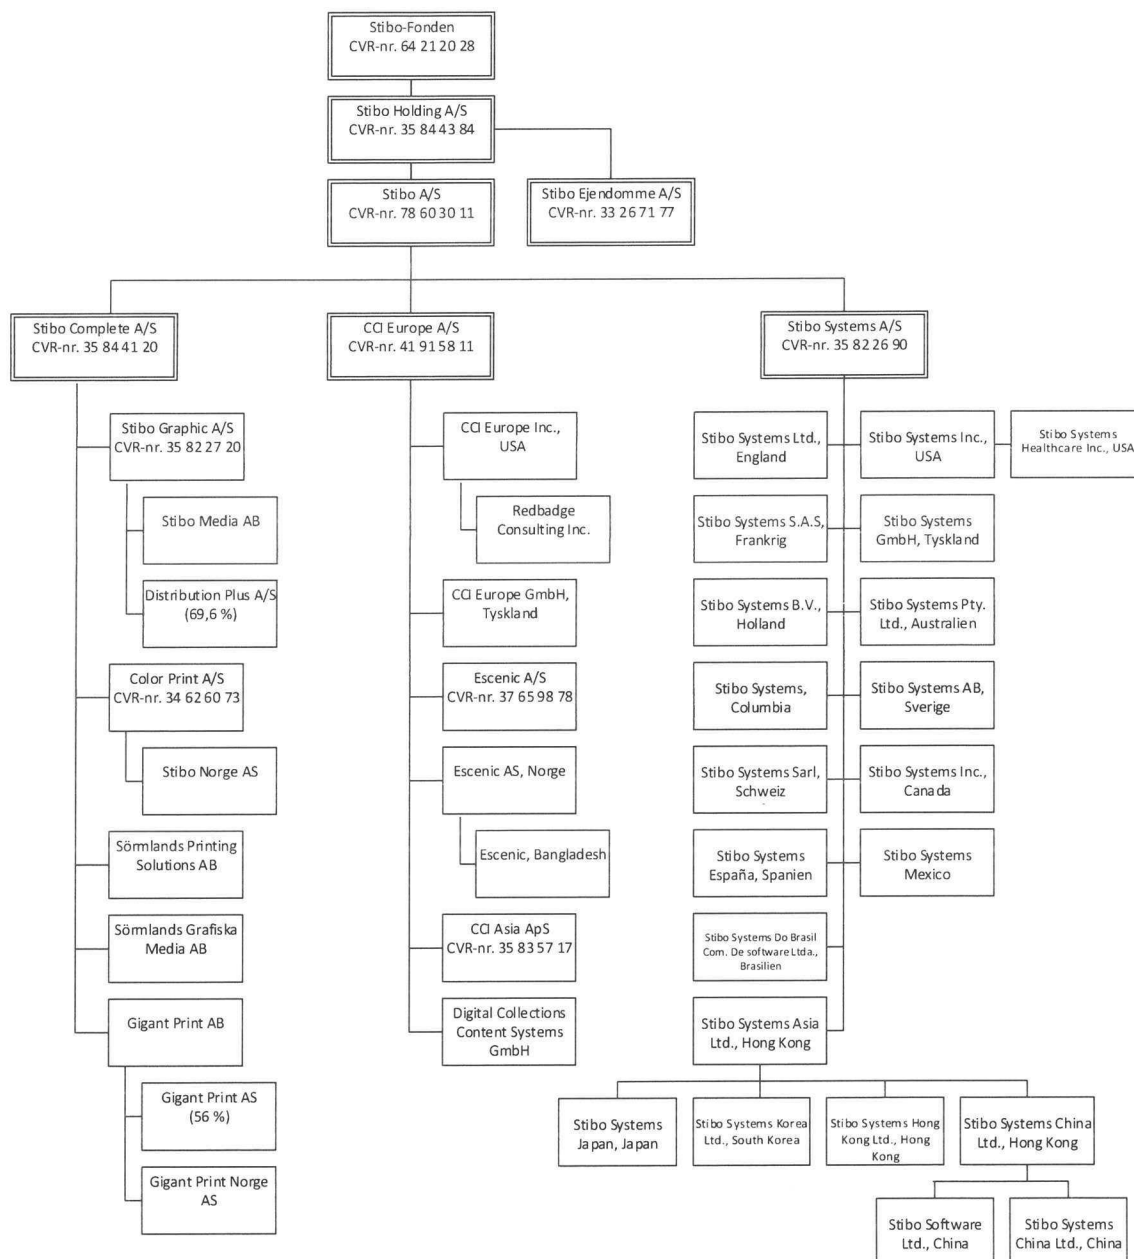 Stibo-Fonden
CVR-nr. 64 21 20 28
Stibo Holding A/S
CVR-nr. 35 84 43 84
Stibo A/S
CVR-nr. 78 60 30 11
Stibo Ejendomme A/S
CVR-nr. 33 26 71 77
Stibo Complete A/S
CVR-nr. 35 84 41 20
CCI Europe A/S
CVR-nr. 41 91 58 11
Stibo Systems A/S
CVR-nr. 35 82 26 90
Stibo Graphic A/S
CVR-nr. 35 82 27 20
Stibo Media AB
Distribution Plus A/S
(69,6 %)
Color Print A/S
CVR-nr. 34 62 60 73
Stibo Norge AS
Sörmlands Printing
Solutions AB
Sörmlands Grafiska
Media AB
Gigant Print AB
Gigant Print AS
(56 %)
Gigant Print Norge
AS
CCI Europe Inc.,
USA
Redbadge
Consulting Inc.
CCI Europe GmbH,
Tyskland
Escenic A/S
CVR-nr. 37 65 98 78
Escenic AS, Norge
Escenic, Bangladesh
CCI Asia ApS
CVR-nr. 35 83 57 17
Digital Collections
Content Systems
GmbH
Stibo Systems Ltd.,
England
Stibo Systems Inc.,
USA
Stibo Systems
Healthcare Inc., USA
Stibo Systems S.A.S,
Frankrig
Stibo Systems
GmbH, Tyskland
Stibo Systems B.V.,
Holland
Stibo Systems Pty.
Ltd., Australien
Stibo Systems,
Columbia
Stibo Systems AB,
Sverige
Stibo Systems Sarl,
Schweiz
Stibo Systems Inc.,
Canada
Stibo Systems
España, Spanien
Stibo Systems
Mexico
Stibo Systems Do Brasil
Com. De software Ltda.,
Brasilien
Stibo Systems Asia
Ltd., Hong Kong
Stibo Systems
Japan, Japan
Stibo Systems Korea
Ltd., South Korea
Stibo Systems Hong
Kong Ltd., Hong
Kong
Stibo Systems China
Ltd., Hong Kong
Stibo Software
Ltd., China
Stibo Systems
China Ltd., China